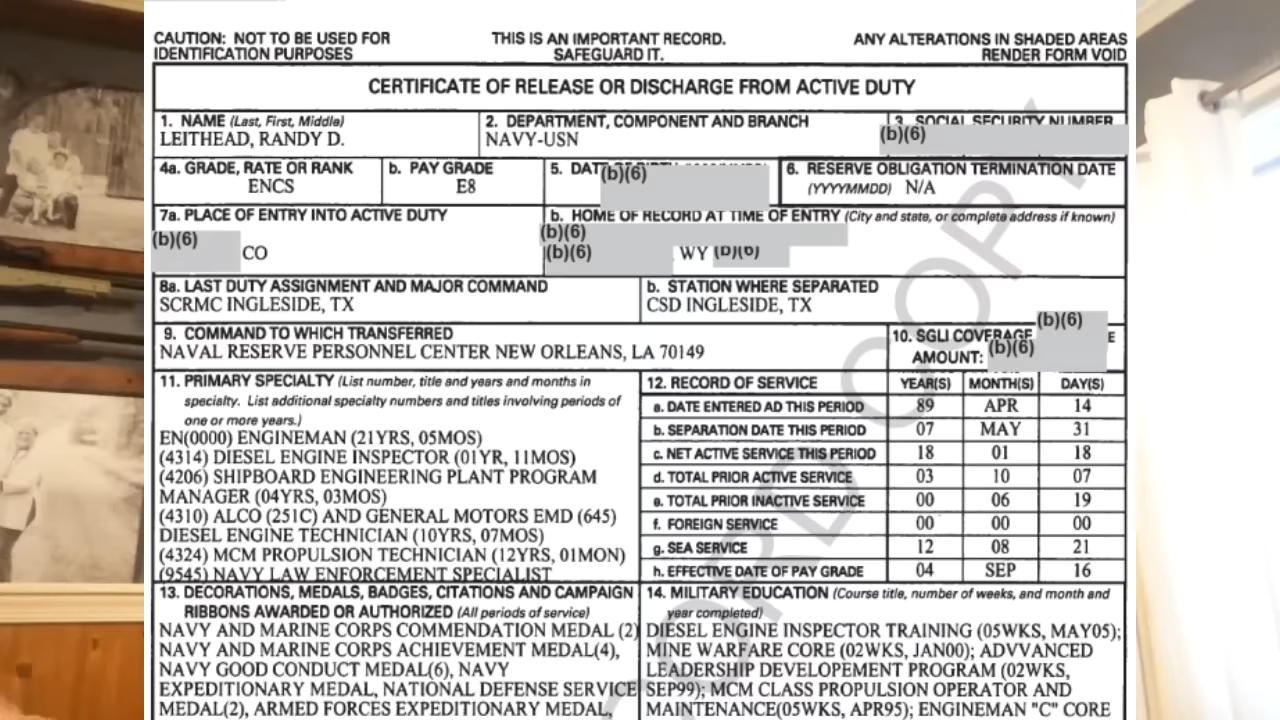 CAUTION: NOT TO BE USED FOR IDENTIFICATION PURPOSES
THIS IS AN IMPORTANT RECORD. SAFEGUARD IT.
ANY ALTERATIONS IN SHADED AREAS RENDER FORM VOID
CERTIFICATE OF RELEASE OR DISCHARGE FROM ACTIVE DUTY
1. NAME (Last, First, Middle)
LEITHEAD, RANDY D.
2. DEPARTMENT, COMPONENT AND BRANCH
NAVY-USN
3. SOCIAL SECURITY NUMBER
(b)(6)
4a. GRADE, RATE OR RANK
ENCS
b. PAY GRADE
E8
5. DAT
(b)(6)
6. RESERVE OBLIGATION TERMINATION DATE
(YYYYMMDD) N/A
7a. PLACE OF ENTRY INTO ACTIVE DUTY
(b)(6) CO
b. HOME OF RECORD AT TIME OF ENTRY (City and state, or complete address if known)
(b)(6)
(b)(6) WY (b)(6)
8a. LAST DUTY ASSIGNMENT AND MAJOR COMMAND
SCRMC INGLESIDE, TX
b. STATION WHERE SEPARATED
CSD INGLESIDE, TX
9. COMMAND TO WHICH TRANSFERRED
NAVAL RESERVE PERSONNEL CENTER NEW ORLEANS, LA 70149
(b)(6)
10. SGLI COVERAGE E
AMOUNT: (b)(6)
11. PRIMARY SPECIALTY (List number, title and years and months in
specialty. List additional specialty numbers and titles involving periods of
one or more years.)
EN(0000) ENGINEMAN (21YRS, 05MOS)
(4314) DIESEL ENGINE INSPECTOR (01YR, 11MOS)
(4206) SHIPBOARD ENGINEERING PLANT PROGRAM
MANAGER (04YRS, 03MOS)
(4310) ALCO (251C) AND GENERAL MOTORS EMD (645)
DIESEL ENGINE TECHNICIAN (10YRS, 07MOS)
(4324) MCM PROPULSION TECHNICIAN (12YRS, 01MON)
(9545) NAVY LAW ENFORCEMENT SPECIALIST
12. RECORD OF SERVICE YEAR(S) MONTH(S) DAY(S)
a. DATE ENTERED AD THIS PERIOD 89 APR 14
b. SEPARATION DATE THIS PERIOD 07 MAY 31
c. NET ACTIVE SERVICE THIS PERIOD 18 01 18
d. TOTAL PRIOR ACTIVE SERVICE 03 10 07
e. TOTAL PRIOR INACTIVE SERVICE 00 06 19
f. FOREIGN SERVICE 00 00 00
g. SEA SERVICE 12 08 21
h. EFFECTIVE DATE OF PAY GRADE 04 SEP 16
13. DECORATIONS, MEDALS, BADGES, CITATIONS AND CAMPAIGN
RIBBONS AWARDED OR AUTHORIZED (All periods of service)
NAVY AND MARINE CORPS COMMENDATION MEDAL (2)
NAVY AND MARINE CORPS ACHIEVEMENT MEDAL(4),
NAVY GOOD CONDUCT MEDAL(6), NAVY
EXPEDITIONARY MEDAL, NATIONAL DEFENSE SERVICE
MEDAL(2), ARMED FORCES EXPEDITIONARY MEDAL,
14. MILITARY EDUCATION (Course title, number of weeks, and month and
year completed)
DIESEL ENGINE INSPECTOR TRAINING (05WKS, MAY05);
MINE WARFARE CORE (02WKS, JAN00); ADVVANCED
LEADERSHIP DEVELOPEMENT PROGRAM (02WKS,
SEP99); MCM CLASS PROPULSION OPERATOR AND
MAINTENANCE(05WKS, APR95); ENGINEMAN "C" CORE